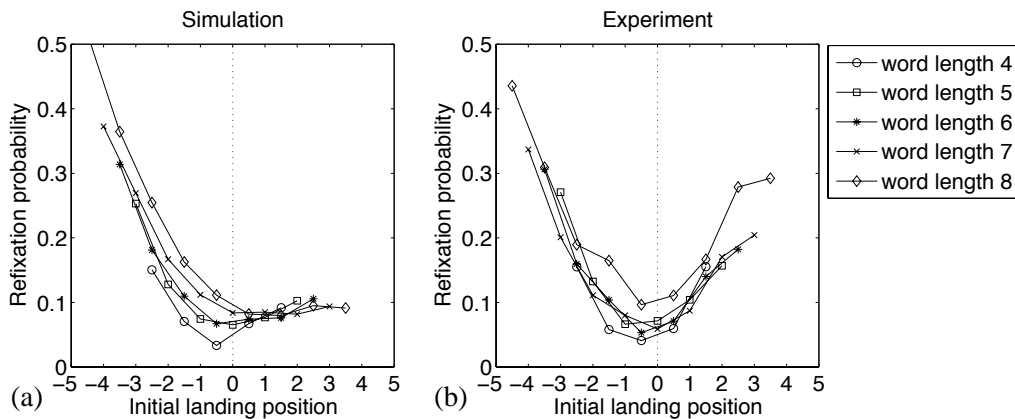 Simulation
Refixation probability
0.5
0.4
0.3
0.2
0.1
0
−5 −4 −3 −2 −1 0 1 2 3 4 5
Initial landing position
(a)
Experiment
Refixation probability
0.5
0.4
0.3
0.2
0.1
0
−5 −4 −3 −2 −1 0 1 2 3 4 5
Initial landing position
(b)
word length 4
word length 5
word length 6
word length 7
word length 8